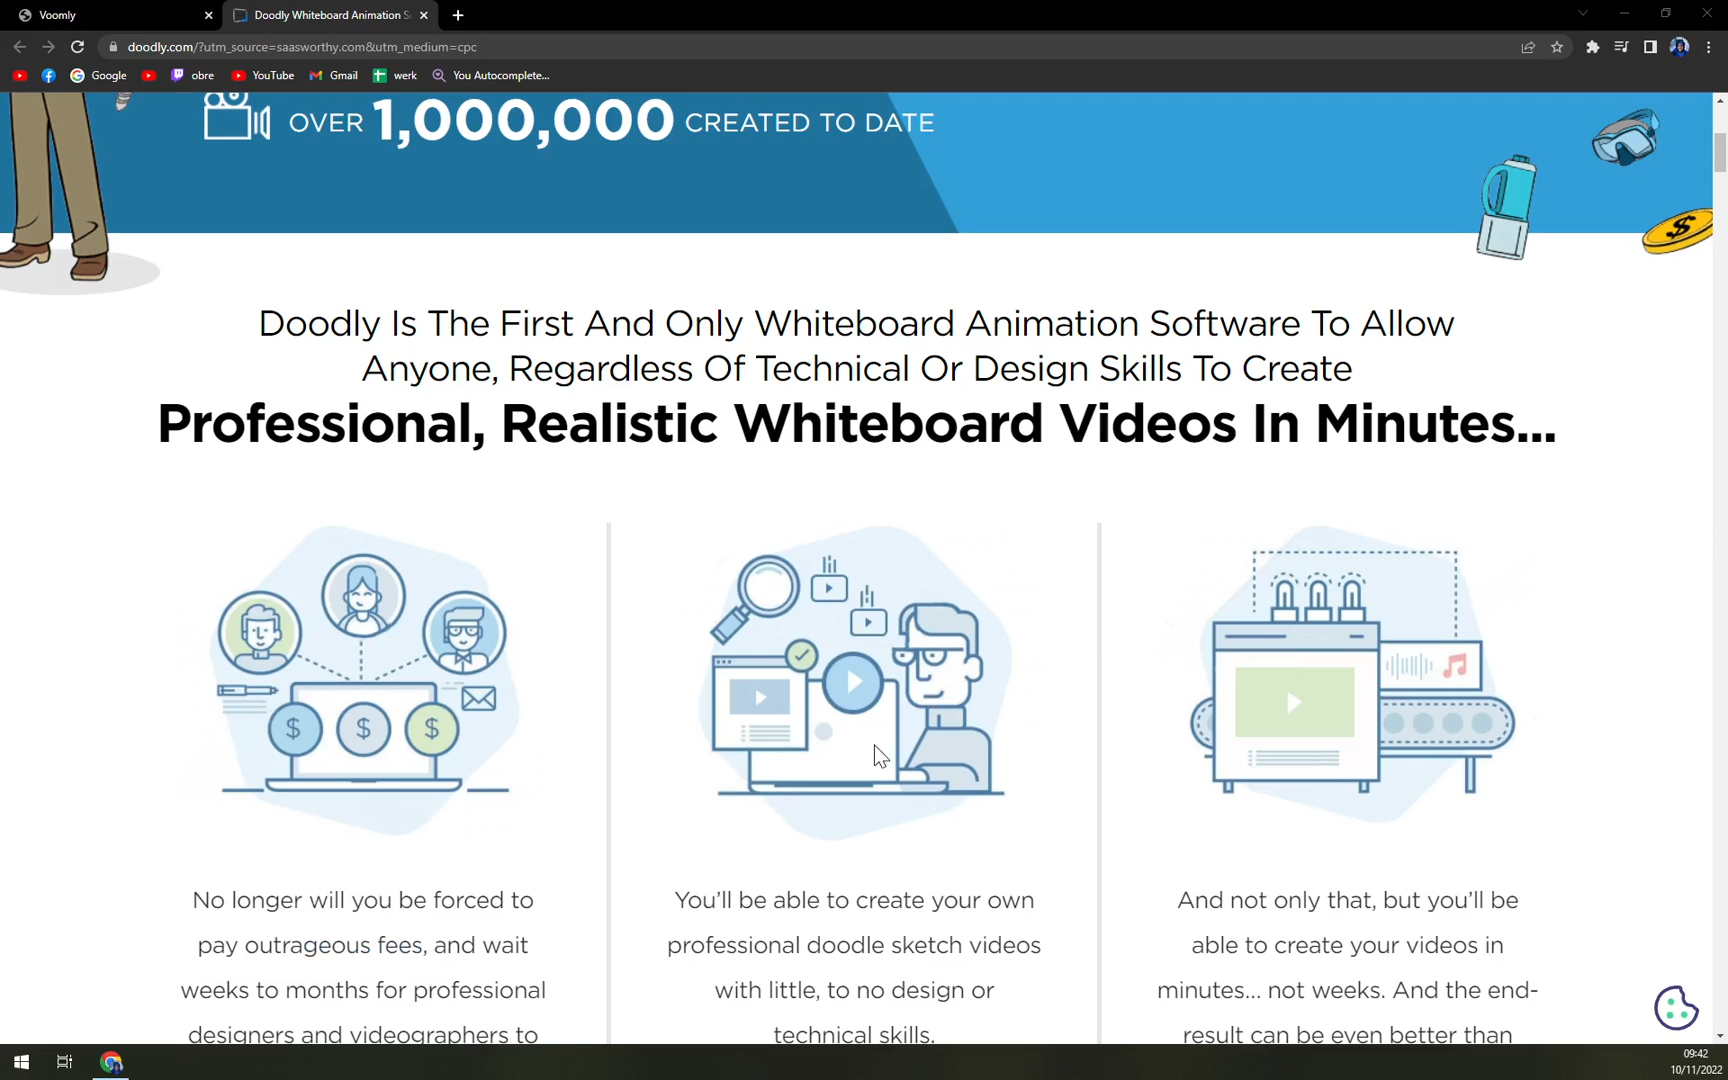 Voomly
Doodly Whiteboard Animation S
doodly.com/?utm_source=saasworthy.com&utm_medium=cpc
Google
obre
YouTube
Gmail
werk
You Autocomplete...
OVER 1,000,000 CREATED TO DATE
Doodly Is The First And Only Whiteboard Animation Software To Allow
Anyone, Regardless Of Technical Or Design Skills To Create
Professional, Realistic Whiteboard Videos In Minutes...
No longer will you be forced to
pay outrageous fees, and wait
weeks to months for professional
designers and videographers to
You'll be able to create your own
professional doodle sketch videos
with little, to no design or
technical skills.
And not only that, but you'll be
able to create your videos in
minutes... not weeks. And the end-
result can be even better than
09:42
10/11/2022